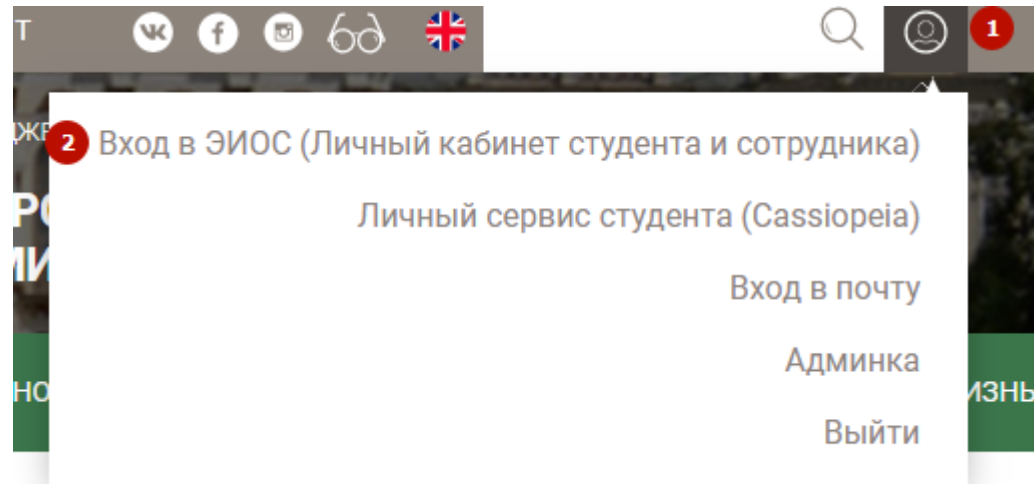 Т
1
2 Вход в ЭИОС (Личный кабинет студента и сотрудника)
Личный сервис студента (Cassiopeia)
Вход в почту
Админка
Выйти